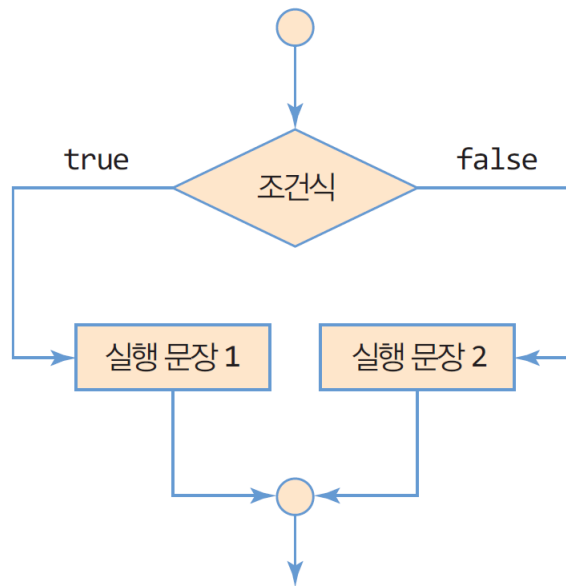 true
false
조건식
실행 문장 1
실행 문장 2